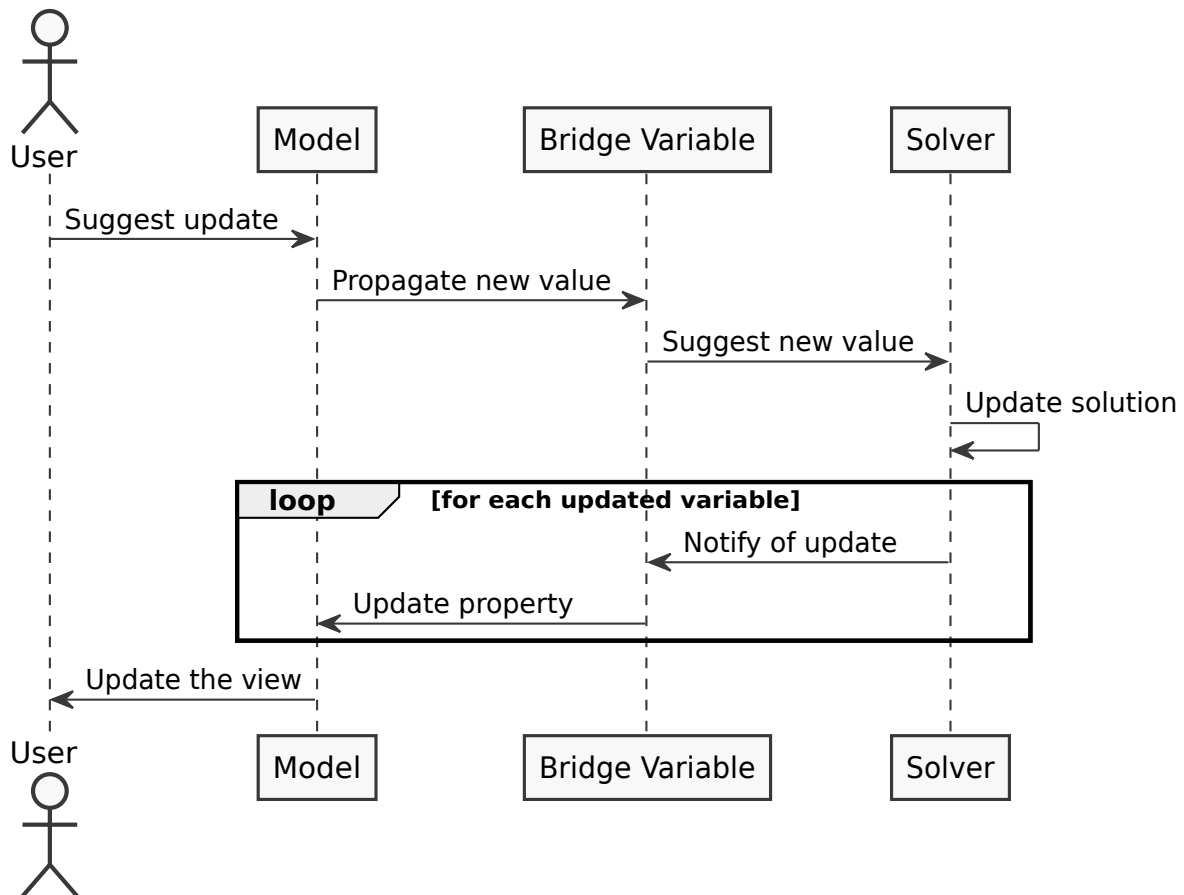 User
Model
Bridge Variable
Solver
Suggest update
Propagate new value
Suggest new value
Update solution
loop
[for each updated variable]
Notify of update
Update property
Update the view
User
Model
Bridge Variable
Solver